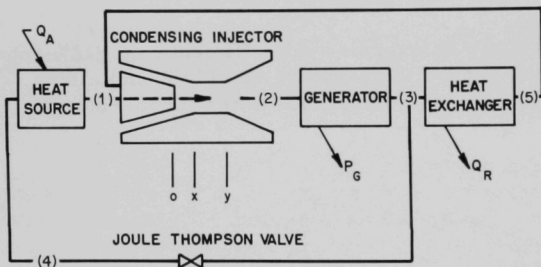 Q_A
CONDENSING INJECTOR
HEAT SOURCE
(1)
(2)
GENERATOR
(3)
HEAT EXCHANGER
(5)
P_G
Q_R
o x y
JOULE THOMPSON VALVE
(4)